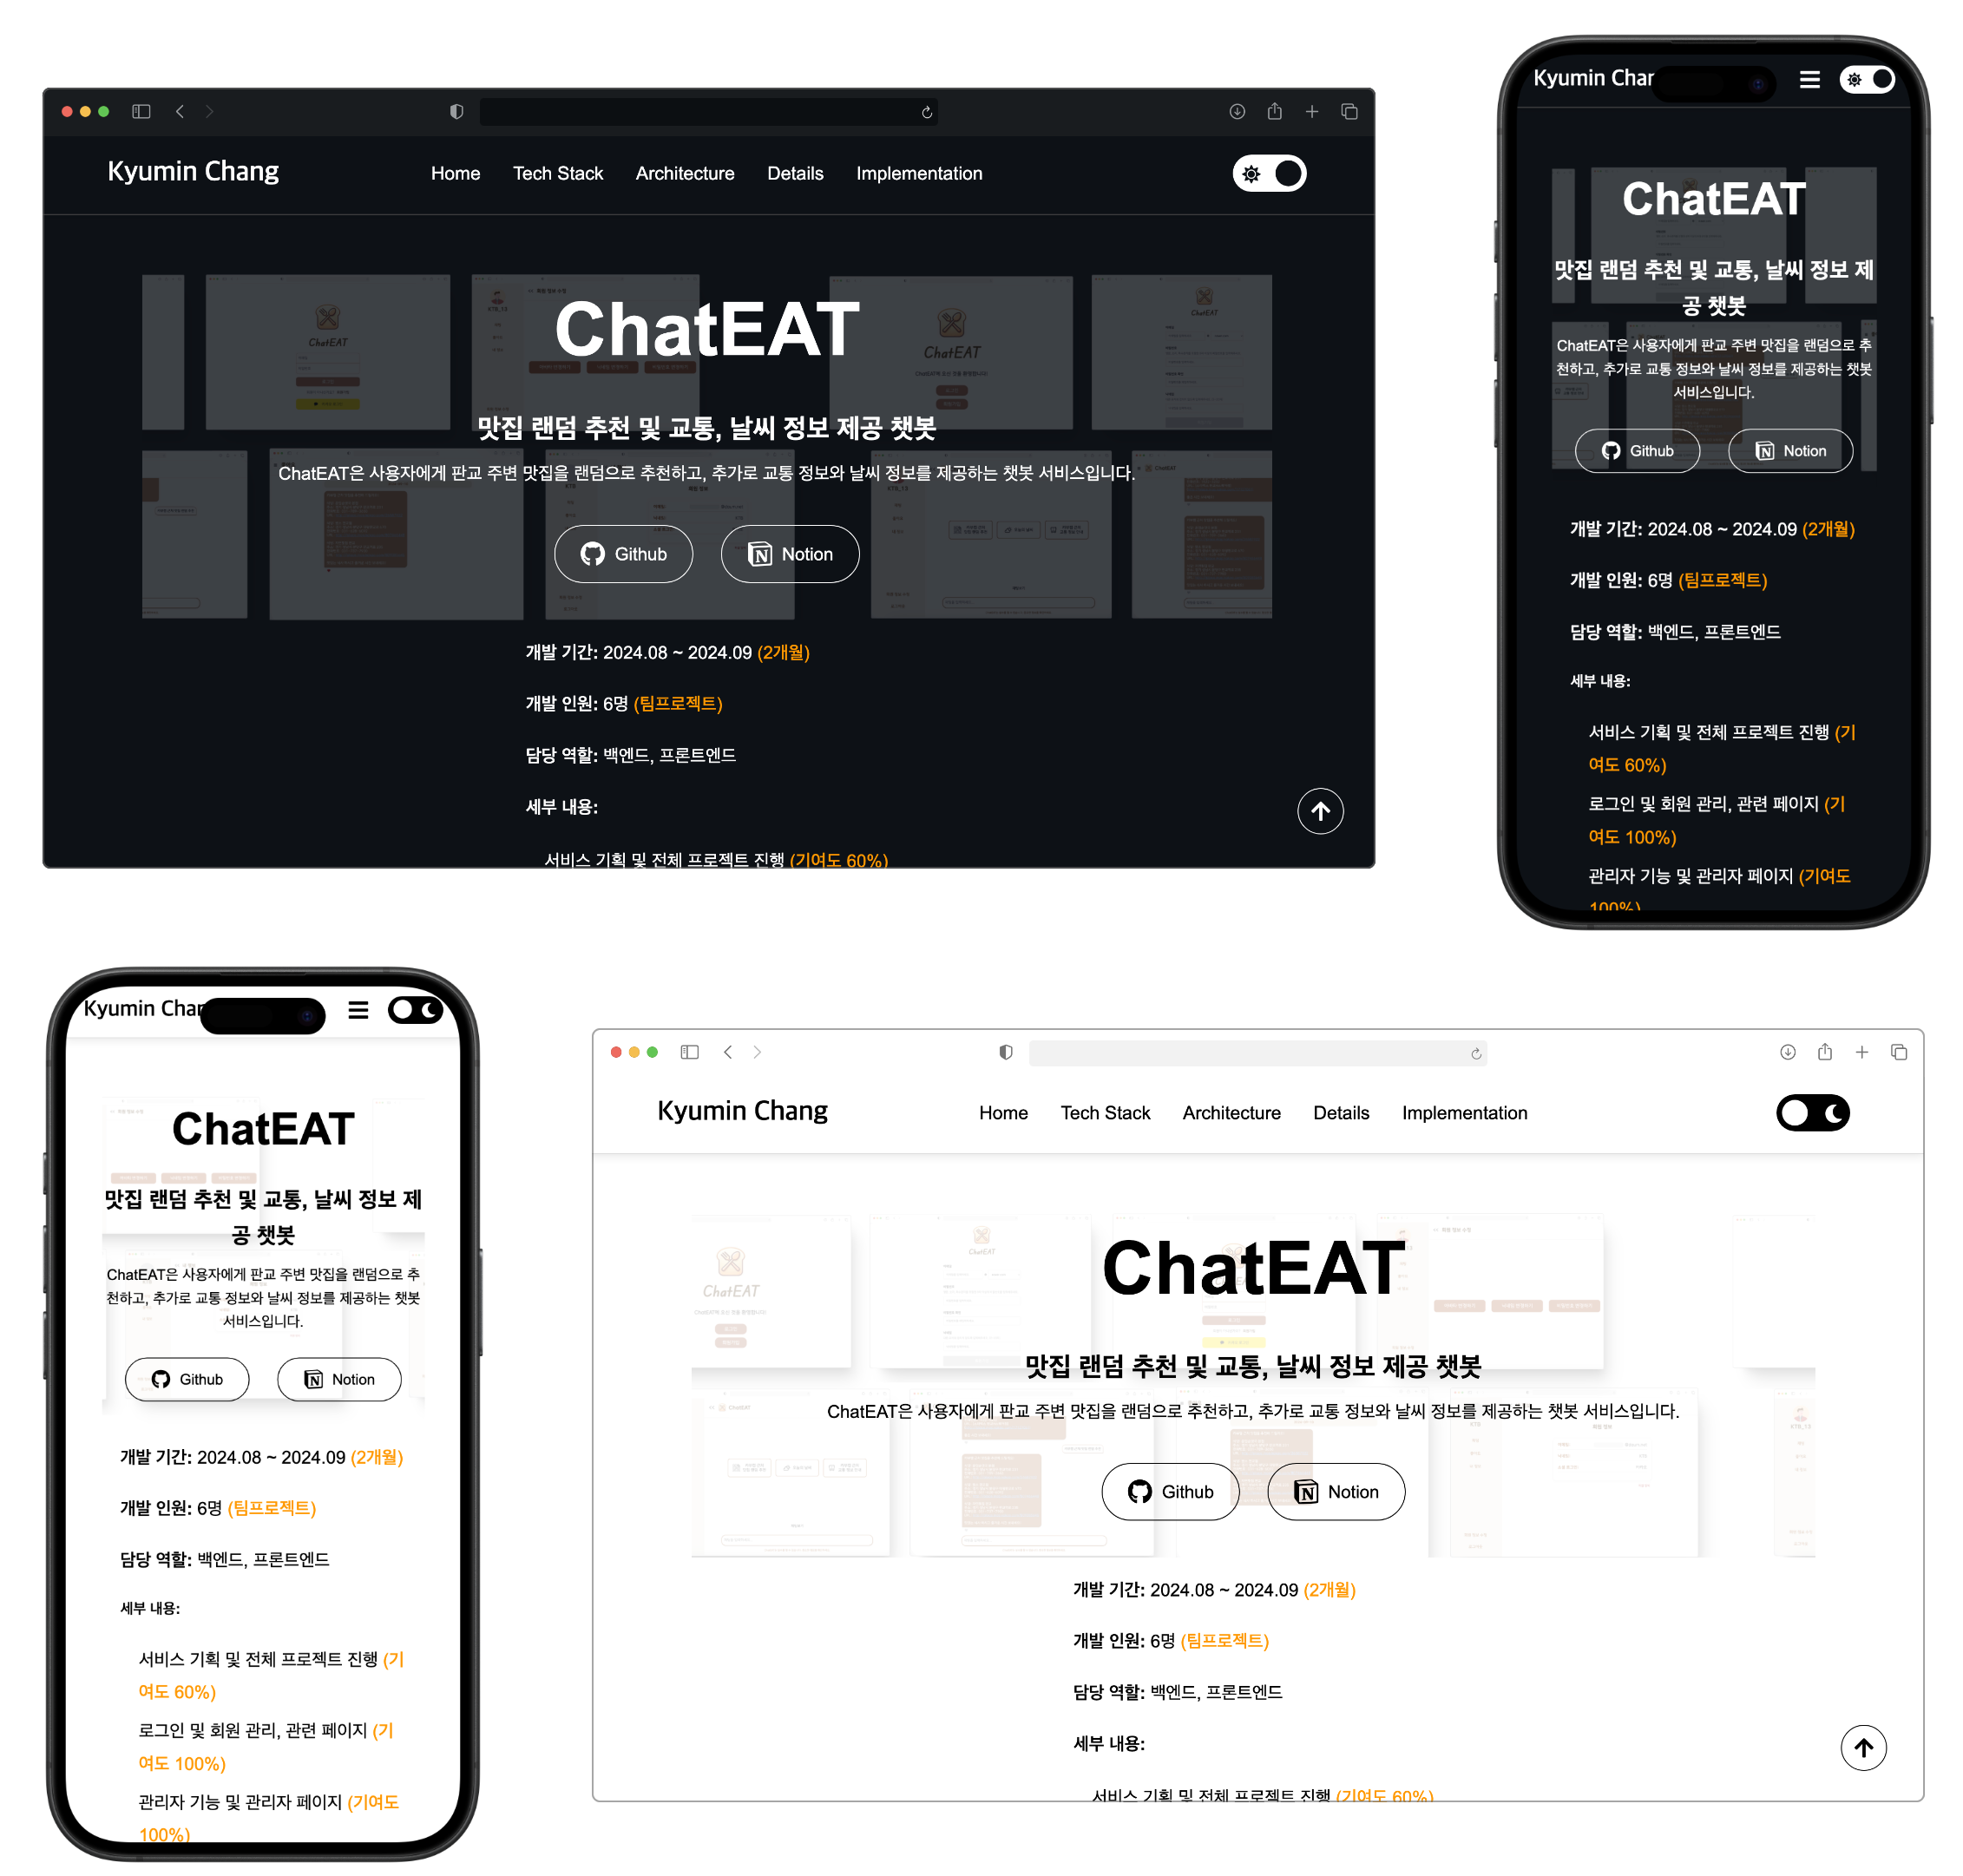 Kyumin Chang
Home Tech Stack Architecture Details Implementation
ChatEAT
ChatEAT
ChatEAT
ChatEAT
맛집 랜덤 추천 및 교통, 날씨 정보 제공 챗봇
ChatEAT은 사용자에게 판교 주변 맛집을 랜덤으로 추천하고, 추가로 교통 정보와 날씨 정보를 제공하는 챗봇 서비스입니다.
Github Notion
개발 기간: 2024.08 ~ 2024.09 (2개월)
개발 인원: 6명 (팀프로젝트)
담당 역할: 백엔드, 프론트엔드
세부 내용:
서비스 기획 및 전체 프로젝트 진행 (기여도 60%)
Kyumin Char
ChatEAT
맛집 랜덤 추천 및 교통, 날씨 정보 제
공 챗봇
ChatEAT은 사용자에게 판교 주변 맛집을 랜덤으로 추
천하고, 추가로 교통 정보와 날씨 정보를 제공하는 챗봇
서비스입니다.
Github Notion
개발 기간: 2024.08 ~ 2024.09 (2개월)
개발 인원: 6명 (팀프로젝트)
담당 역할: 백엔드, 프론트엔드
세부 내용:
서비스 기획 및 전체 프로젝트 진행 (기
여도 60%)
로그인 및 회원 관리, 관련 페이지 (기
여도 100%)
관리자 기능 및 관리자 페이지 (기여도
100%)
Kyumin Char
ChatEAT
맛집 랜덤 추천 및 교통, 날씨 정보 제
공 챗봇
ChatEAT은 사용자에게 판교 주변 맛집을 랜덤으로 추
천하고, 추가로 교통 정보와 날씨 정보를 제공하는 챗봇
서비스입니다.
Github Notion
개발 기간: 2024.08 ~ 2024.09 (2개월)
개발 인원: 6명 (팀프로젝트)
담당 역할: 백엔드, 프론트엔드
세부 내용:
서비스 기획 및 전체 프로젝트 진행 (기
여도 60%)
로그인 및 회원 관리, 관련 페이지 (기
여도 100%)
관리자 기능 및 관리자 페이지 (기여도
100%)
Kyumin Chang
Home Tech Stack Architecture Details Implementation
ChatEAT
ChatEAT
ChatEAT
맛집 랜덤 추천 및 교통, 날씨 정보 제공 챗봇
ChatEAT은 사용자에게 판교 주변 맛집을 랜덤으로 추천하고, 추가로 교통 정보와 날씨 정보를 제공하는 챗봇 서비스입니다.
Github Notion
개발 기간: 2024.08 ~ 2024.09 (2개월)
개발 인원: 6명 (팀프로젝트)
담당 역할: 백엔드, 프론트엔드
세부 내용:
서비스 기획 및 전체 프로젝트 진행 (기여도 60%)